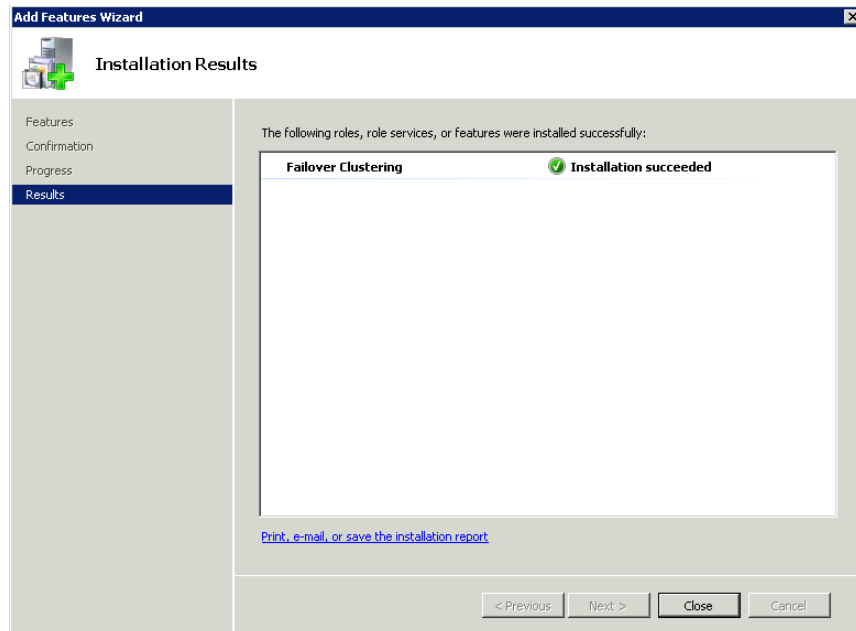 Add Features Wizard
Installation Results
Features
Confirmation
Progress
Results
The following roles, role services, or features were installed successfully:
Failover Clustering Installation succeeded
Print, e-mail, or save the installation report
< Previous Next > Close Cancel